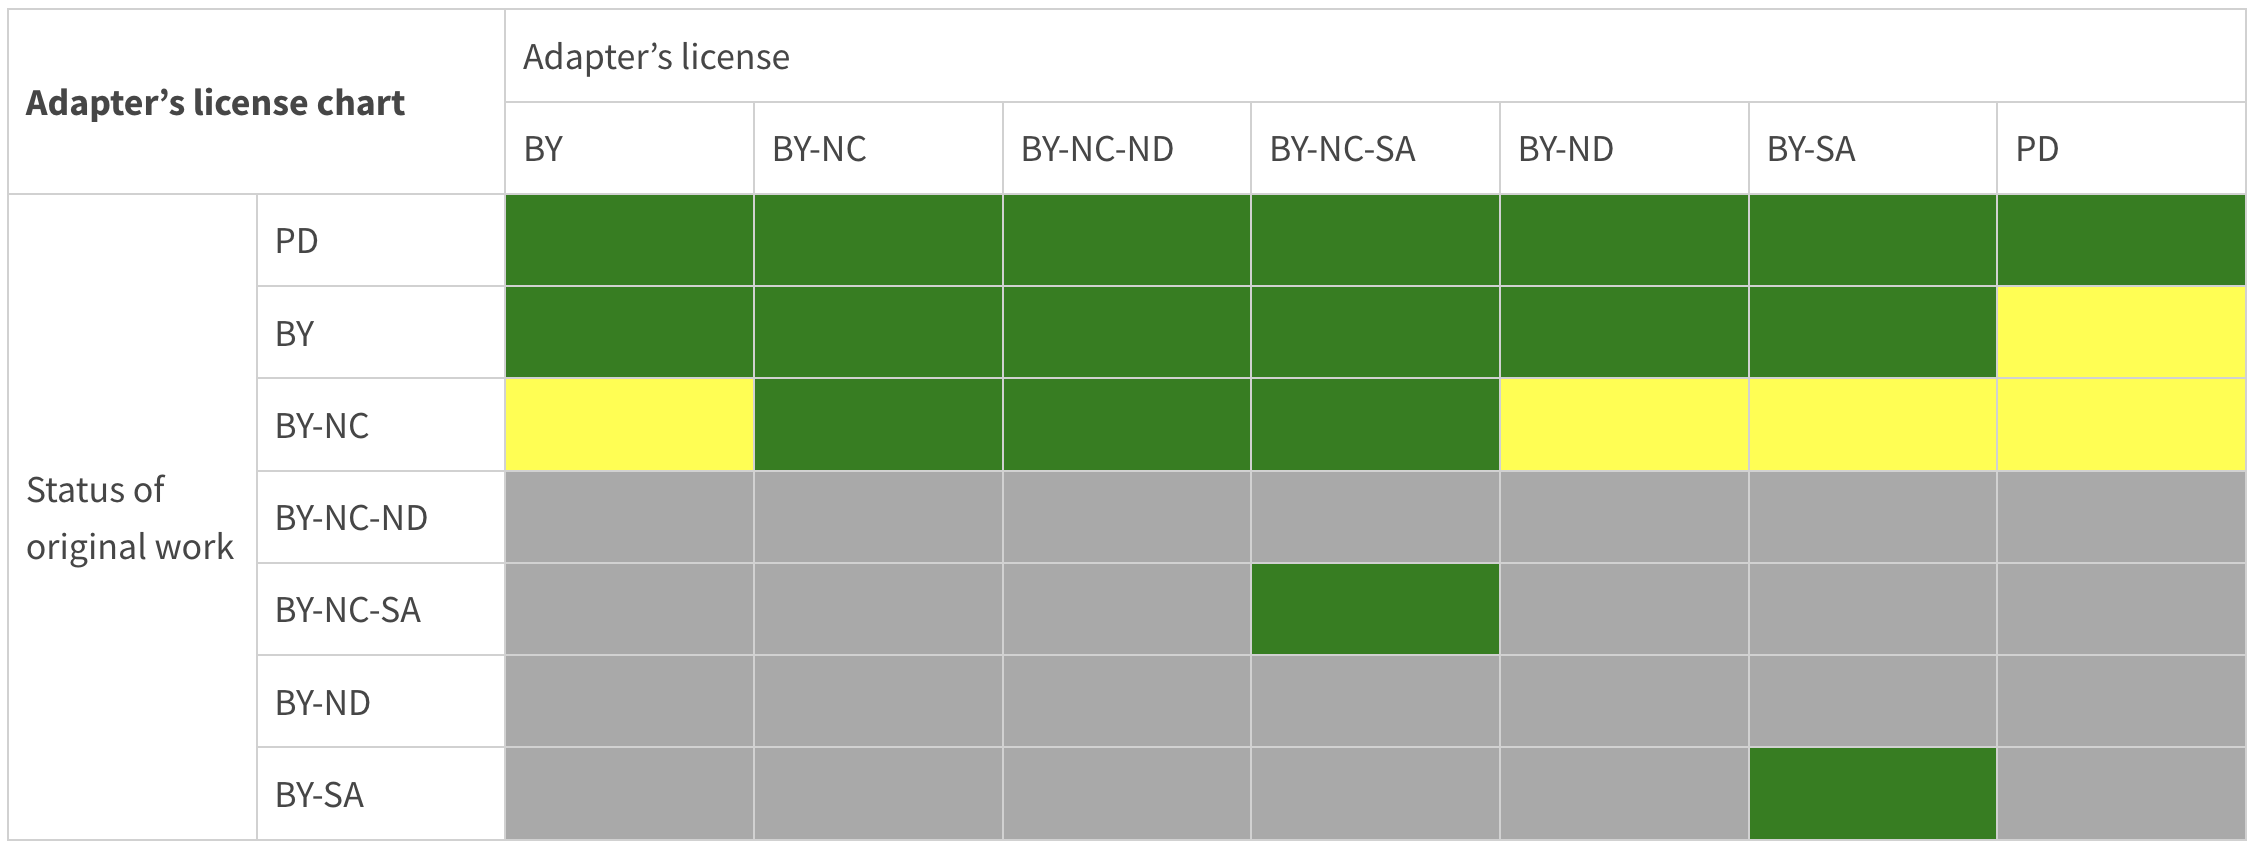 Adapter’s license chart
Adapter’s license
BY
BY-NC
BY-NC-ND
BY-NC-SA
BY-ND
BY-SA
PD
Status of
original work
PD
BY
BY-NC
BY-NC-ND
BY-NC-SA
BY-ND
BY-SA